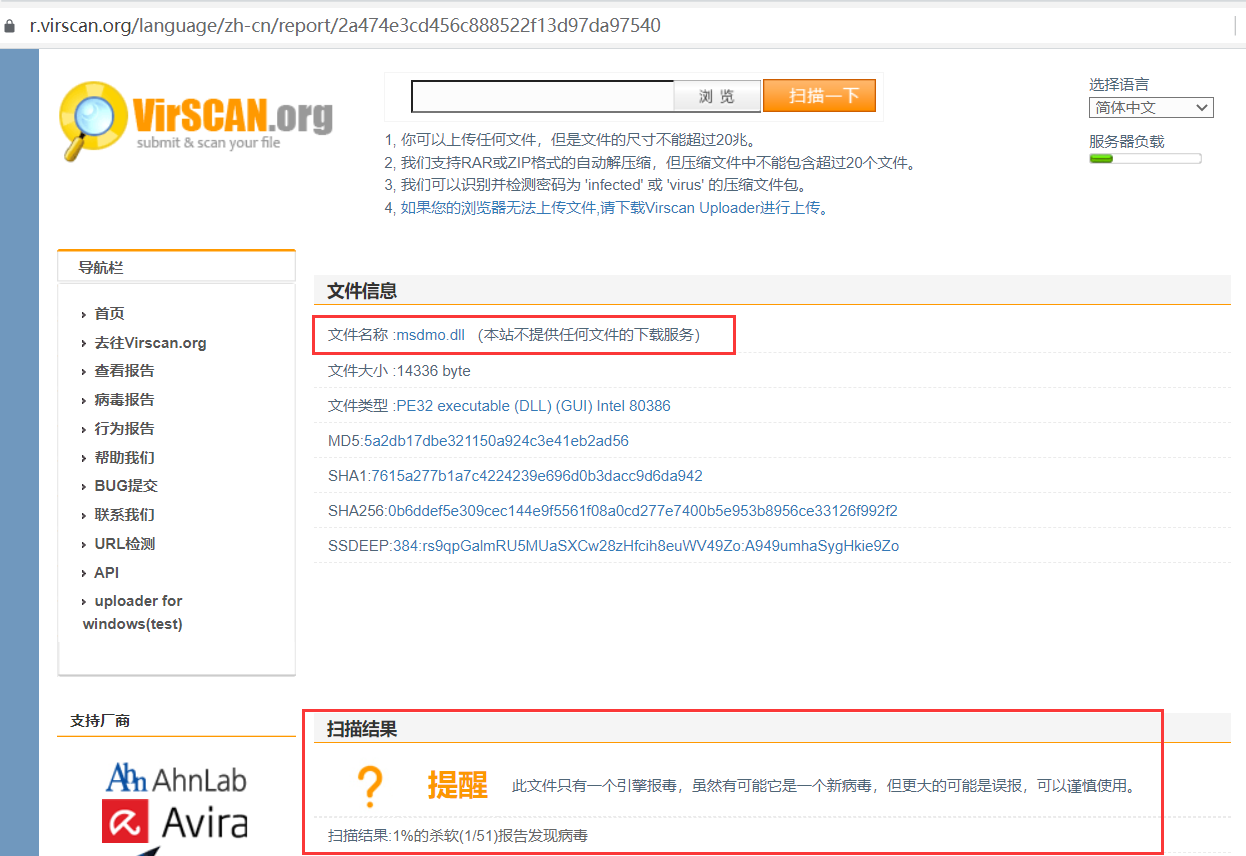 r.virscan.org/language/zh-cn/report/2a474e3cd456c888522f13d97da97540
VirSCAN.org
submit & scan your file
浏 览
扫描一下
选择语言
简体中文
服务器负载
1, 你可以上传任何文件，但是文件的尺寸不能超过20兆。
2, 我们支持RAR或ZIP格式的自动解压缩，但压缩文件中不能包含超过20个文件。
3, 我们可以识别并检测密码为 'infected' 或 'virus' 的压缩文件包。
4, 如果您的浏览器无法上传文件,请下载Virscan Uploader进行上传。
导航栏
首页
去往Virscan.org
查看报告
病毒报告
行为报告
帮助我们
BUG提交
联系我们
URL检测
API
uploader for
windows(test)
支持厂商
AhnLab
Avira
文件信息
文件名称 :msdmo.dll （本站不提供任何文件的下载服务）
文件大小 :14336 byte
文件类型 :PE32 executable (DLL) (GUI) Intel 80386
MD5:5a2db17dbe321150a924c3e41eb2ad56
SHA1:7615a277b1a7c4224239e696d0b3dacc9d6da942
SHA256:0b6ddef5e309cec144e9f5561f08a0cd277e7400b5e953b8956ce33126f992f2
SSDEEP:384:rs9qpGalmRU5MUaSXCw28zHfcih8euWV49Zo:A949umhaSygHkie9Zo
扫描结果
? 提醒 此文件只有一个引擎报毒，虽然有可能它是一个新病毒，但更大的可能是误报，可以谨慎使用。
扫描结果:1%的杀软(1/51)报告发现病毒